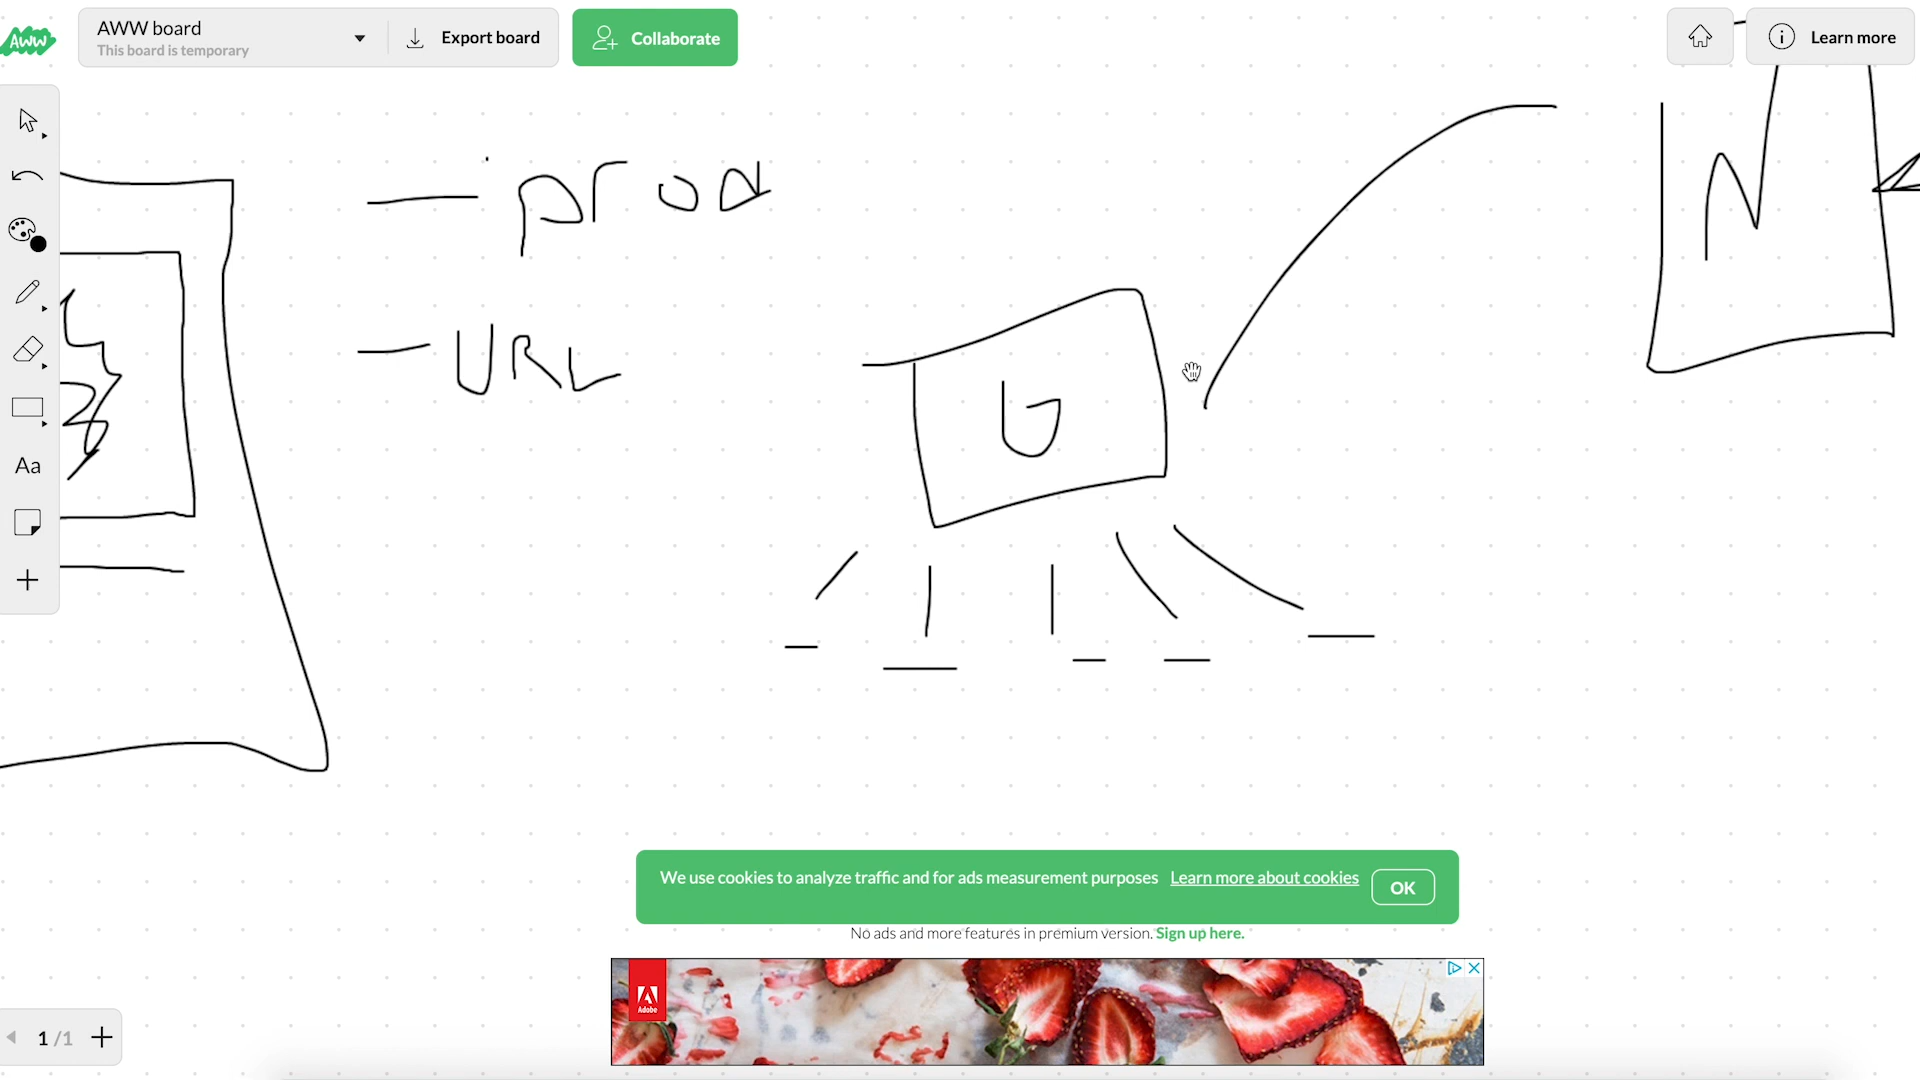 AWW
AWW board
This board is temporary
Export board
Collaborate
Learn more
- prod
- URL
G
N
Aa
We use cookies to analyze traffic and for ads measurement purposes Learn more about cookies
OK
No ads and more features in premium version. Sign up here.
Adobe
1 /1